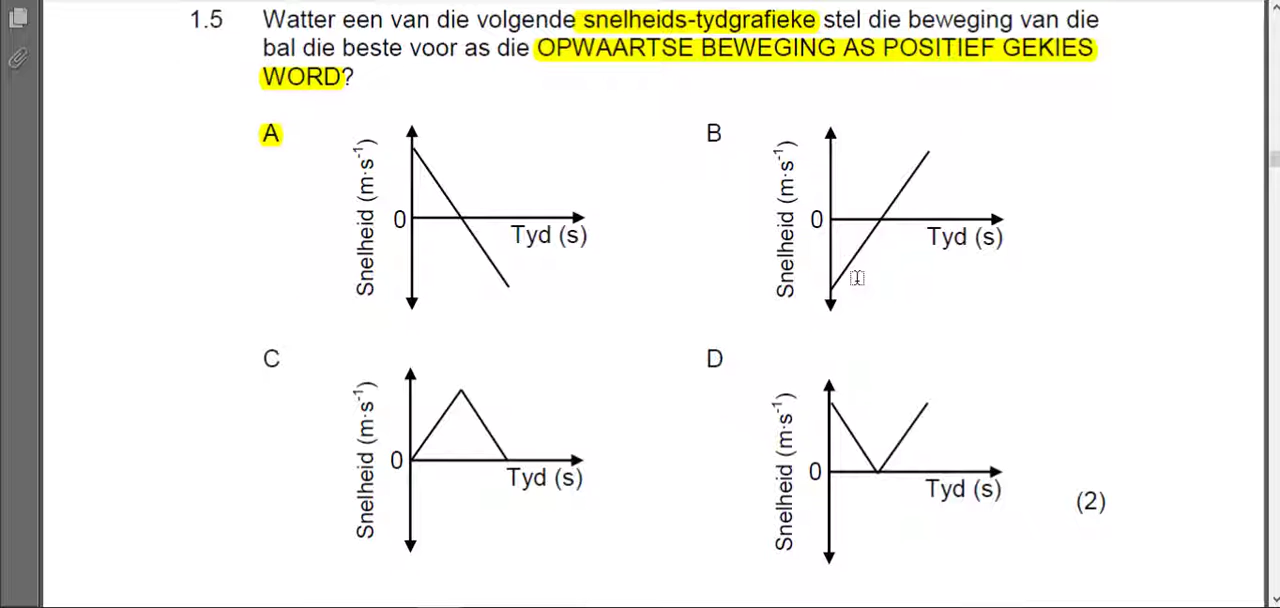 1.5 Watter een van die volgende snelheids-tydgrafieke stel die beweging van die
bal die beste voor as die OPWAARTSE BEWEGING AS POSITIEF GEKIES
WORD?
A
Snelheid (m·s⁻¹)
0
Tyd (s)
B
Snelheid (m·s⁻¹)
0
Tyd (s)
C
Snelheid (m·s⁻¹)
0
Tyd (s)
D
Snelheid (m·s⁻¹)
0
Tyd (s)
(2)